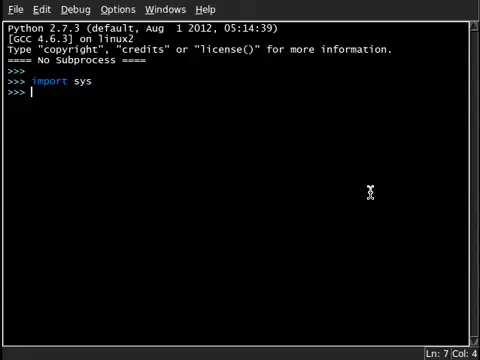 File Edit Debug Options Windows Help
Python 2.7.3 (default, Aug  1 2012, 05:14:39)
[GCC 4.6.3] on linux2
Type "copyright", "credits" or "license()" for more information.
==== No Subprocess ====
>>>
>>> import sys
>>>
Ln: 7 Col: 4